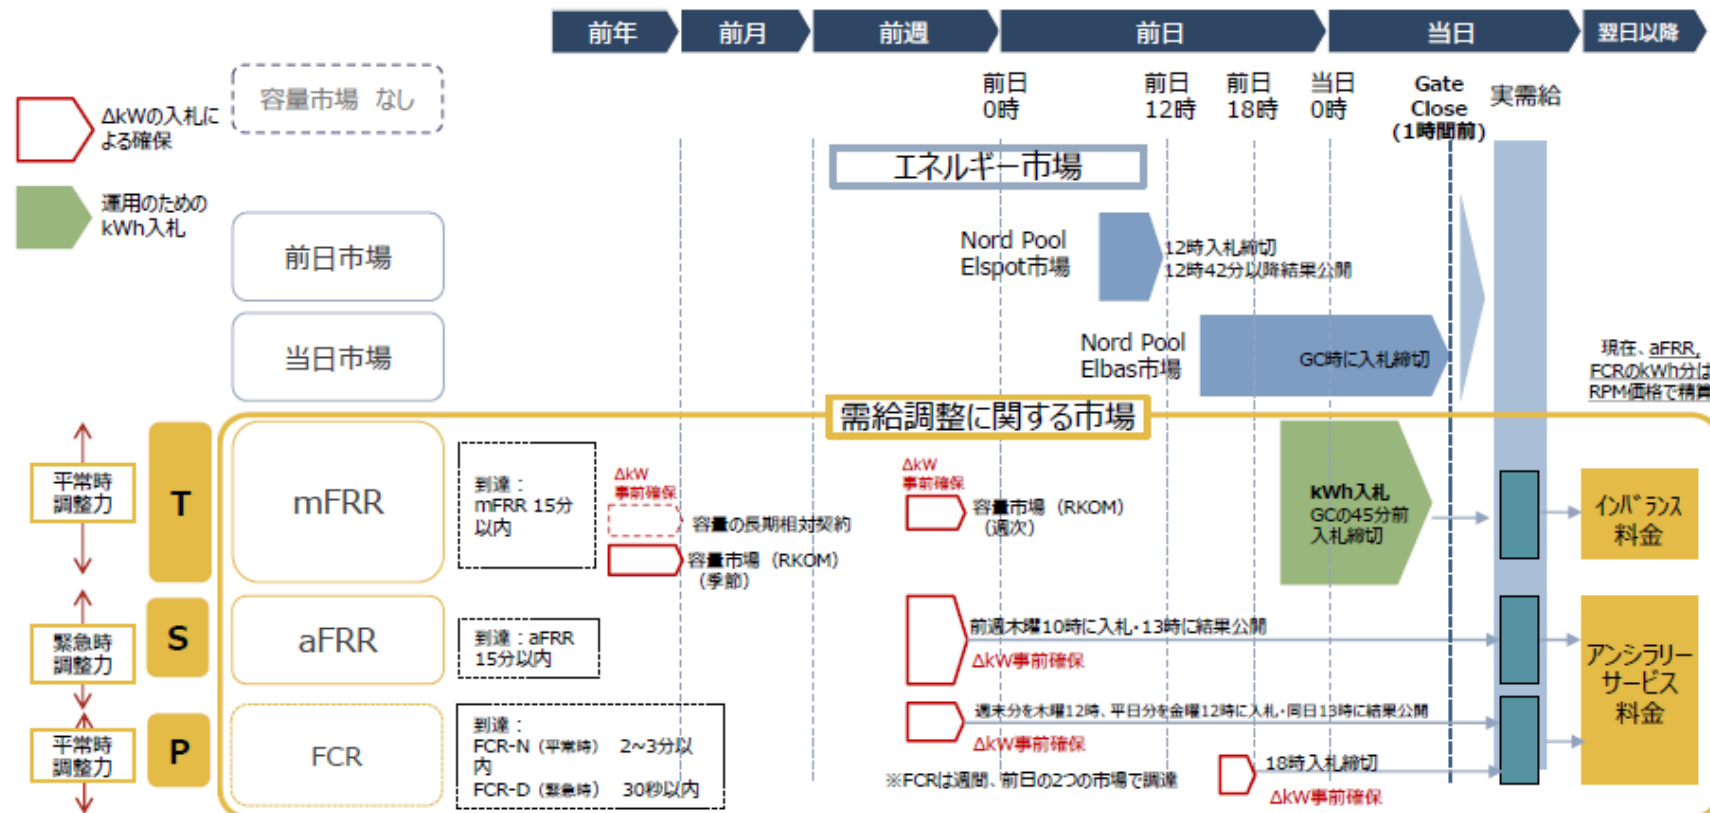 前年
前月
前週
前日
当日
翌日以降
容量市場 なし
ΔkWの入札に
よる確保
運用のための
kWh入札
前日
0時
前日
12時
前日
18時
当日
0時
Gate
Close
(1時間前)
実需給
エネルギー市場
前日市場
Nord Pool
Elspot市場
12時入札締切
12時42分以降結果公開
当日市場
Nord Pool
Elbas市場
GC時に入札締切
現在、aFRR,
FCRのkWh分は
RPM価格で精算
需給調整に関する市場
平常時
調整力
T
mFRR
到達：
mFRR 15分
以内
ΔkW
事前確保
容量の長期相対契約
容量市場（RKOM）
（季節）
ΔkW
事前確保
容量市場（RKOM）
（週次）
kWh入札
GCの45分前
入札締切
インバランス
料金
緊急時
調整力
S
aFRR
到達：aFRR
15分以内
前週木曜10時に入札・13時に結果公開
ΔkW事前確保
アンシラリー
サービス
料金
平常時
調整力
P
FCR
到達：
FCR-N（平常時） 2~3分以
内
FCR-D（緊急時） 30秒以内
週末分を木曜12時、平日分を金曜12時に入札・同日13時に結果公開
ΔkW事前確保
※FCRは週間、前日の2つの市場で調達
18時入札締切
ΔkW事前確保